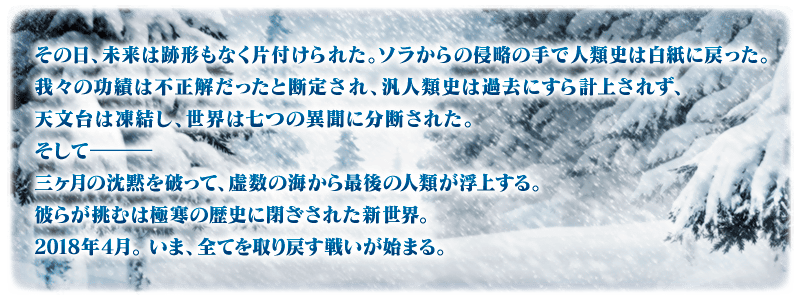 その日、未来は跡形もなく片付けられた。ソラからの侵略の手で人類史は白紙に戻った。
我々の功績は不正解だったと断定され、汎人類史は過去にすら計上されず、
天文台は凍結し、世界は七つの異聞に分断された。
そして―――
三ヶ月の沈黙を破って、虚数の海から最後の人類が浮上する。
彼らが挑むは極寒の歴史に閉ざされた新世界。
2018年4月。いま、全てを取り戻す戦いが始まる。